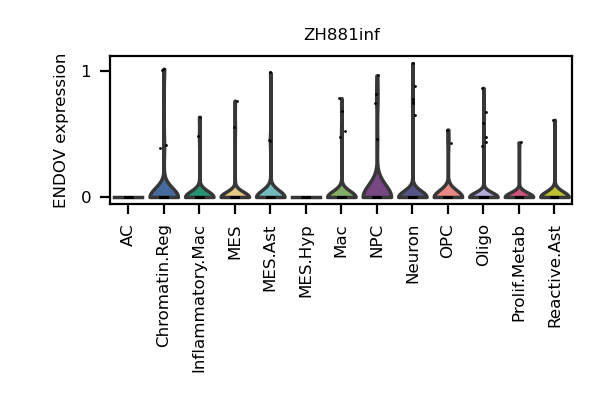 ZH881inf
ENDOV expression
1
0
AC
Chromatin.Reg
Inflammatory.Mac
MES
MES.Ast
MES.Hyp
Mac
NPC
Neuron
OPC
Oligo
Prolif.Metab
Reactive.Ast